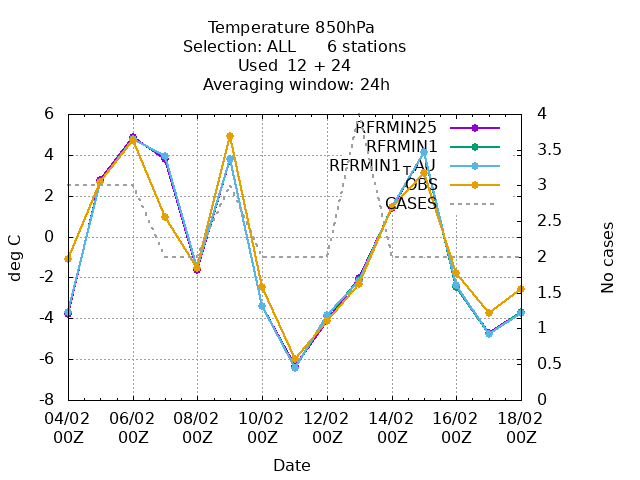 Temperature 850hPa
Selection: ALL 6 stations
Used 12 + 24
Averaging window: 24h
RFRMIN25
RFRMIN1
RFRMIN1_AU
OBS
CASES
6
4
2
0
-2
-4
-6
-8
deg C
4
3.5
3
2.5
2
1.5
1
0.5
0
No cases
04/02 06/02 08/02 10/02 12/02 14/02 16/02 18/02
00Z 00Z 00Z 00Z 00Z 00Z 00Z 00Z
Date